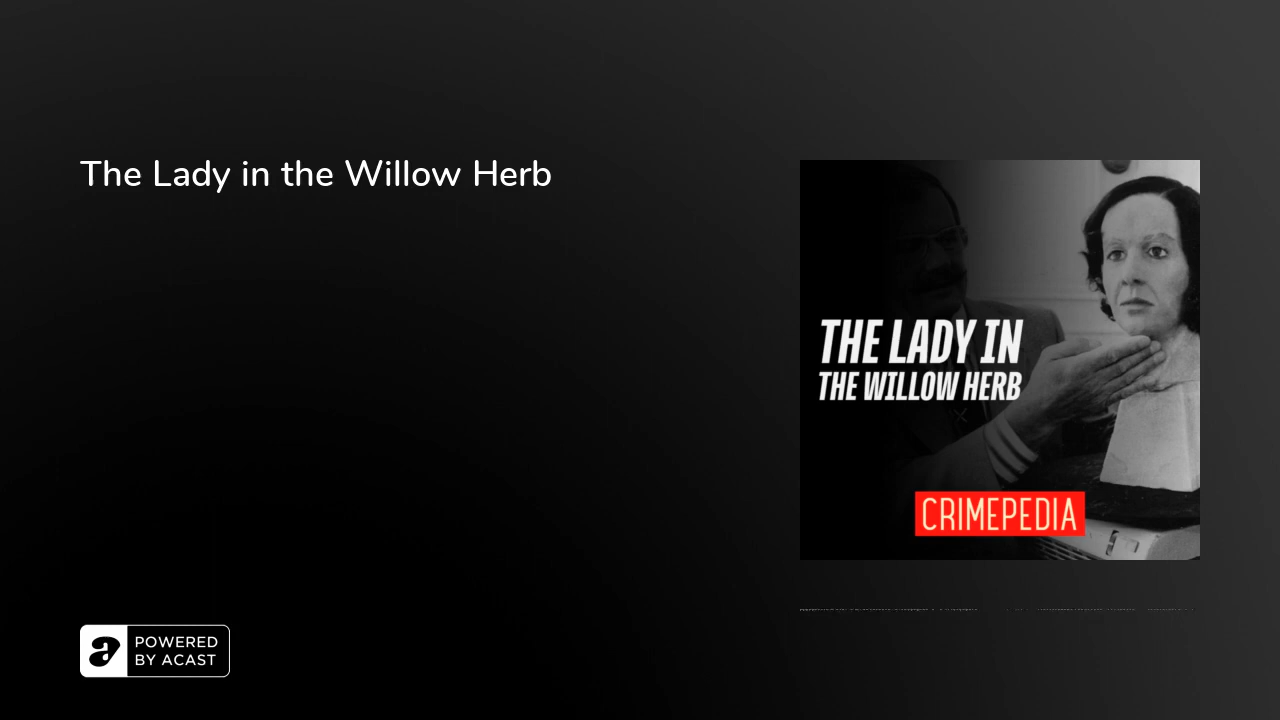 The Lady in the Willow Herb
THE LADY IN
THE WILLOW HERB
CRIMEPEDIA
a POWERED
BY ACAST